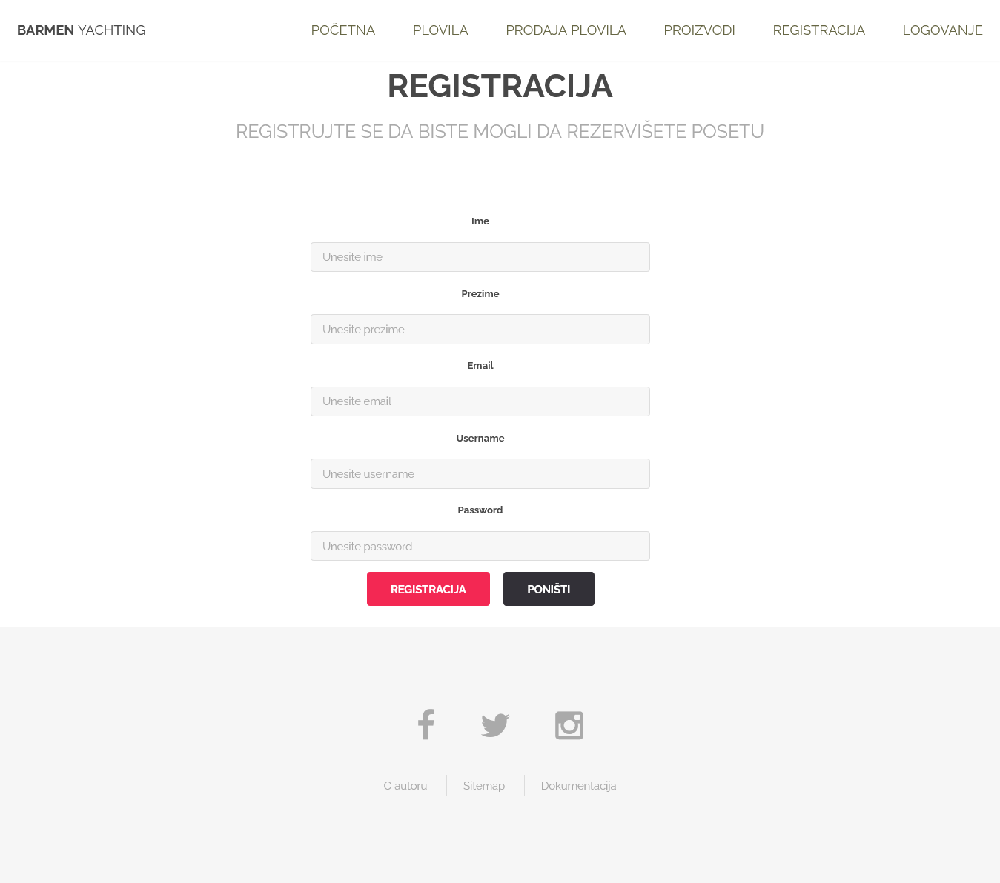 BARMEN YACHTING POČETNA PLOVILA PRODAJA PLOVILA PROIZVODI REGISTRACIJA LOGOVANJE
REGISTRACIJA
REGISTRUJTE SE DA BISTE MOGLI DA REZERVIŠETE POSETU
Ime
Unesite ime
Prezime
Unesite prezime
Email
Unesite email
Username
Unesite username
Password
Unesite password
REGISTRACIJA PONIŠTI
O autoru Sitemap Dokumentacija